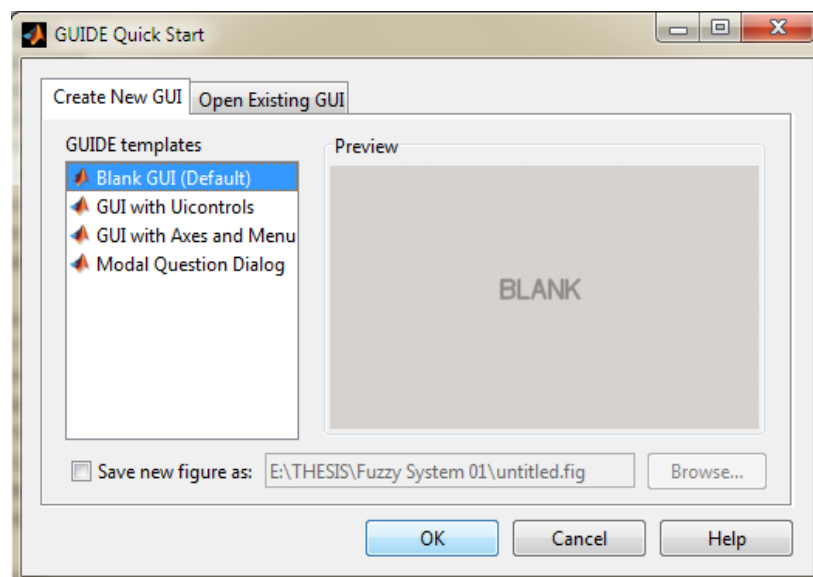 GUIDE Quick Start
Create New GUI
Open Existing GUI
GUIDE templates
Preview
Blank GUI (Default)
GUI with Uicontrols
GUI with Axes and Menu
Modal Question Dialog
BLANK
Save new figure as:
E:\THESIS\Fuzzy System 01\untitled.fig
Browse...
OK
Cancel
Help